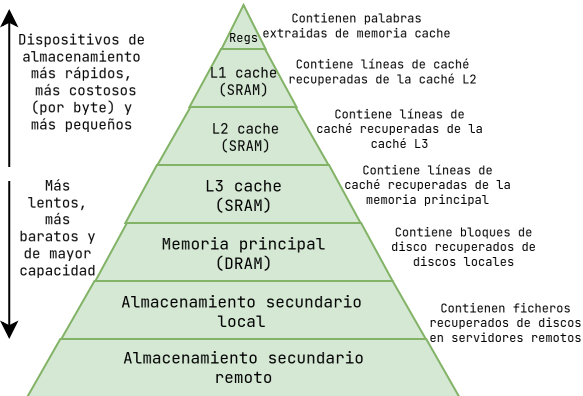 Dispositivos de
almacenamiento
más rápidos,
más costosos
(por byte) y
más pequeños
Más
lentos,
más
baratos y
de mayor
capacidad
Regs
L1 cache
(SRAM)
L2 cache
(SRAM)
L3 cache
(SRAM)
Memoria principal
(DRAM)
Almacenamiento secundario
local
Almacenamiento secundario
remoto
Contienen palabras
extraidas de memoria cache
Contiene líneas de caché
recuperadas de la caché L2
Contiene líneas de
caché recuperadas de la
caché L3
Contiene líneas de
caché recuperadas de la
memoria principal
Contiene bloques de
disco recuperados de
discos locales
Contienen ficheros
recuperados de discos
en servidores remotos